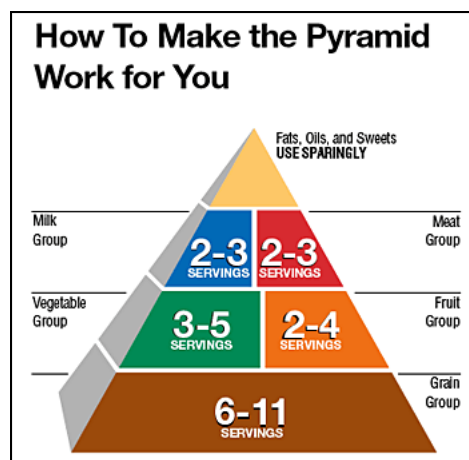 How To Make the Pyramid
Work for You
Fats, Oils, and Sweets
USE SPARINGLY
Milk
Group
2-3
SERVINGS
2-3
SERVINGS
Meat
Group
Vegetable
Group
3-5
SERVINGS
2-4
SERVINGS
Fruit
Group
6-11
SERVINGS
Grain
Group